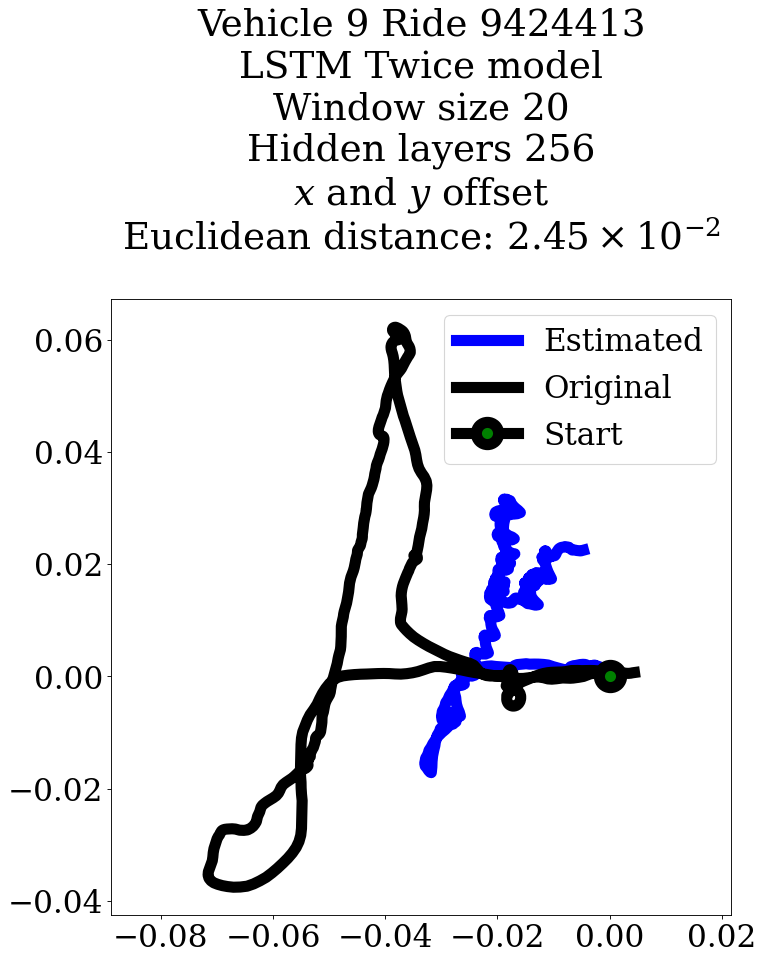 Vehicle 9 Ride 9424413
LSTM Twice model
Window size 20
Hidden layers 256
x and y offset
Euclidean distance: 2.45 × 10⁻²
Estimated
Original
Start
0.06
0.04
0.02
0.00
−0.02
−0.04
−0.08 −0.06 −0.04 −0.02 0.00 0.02